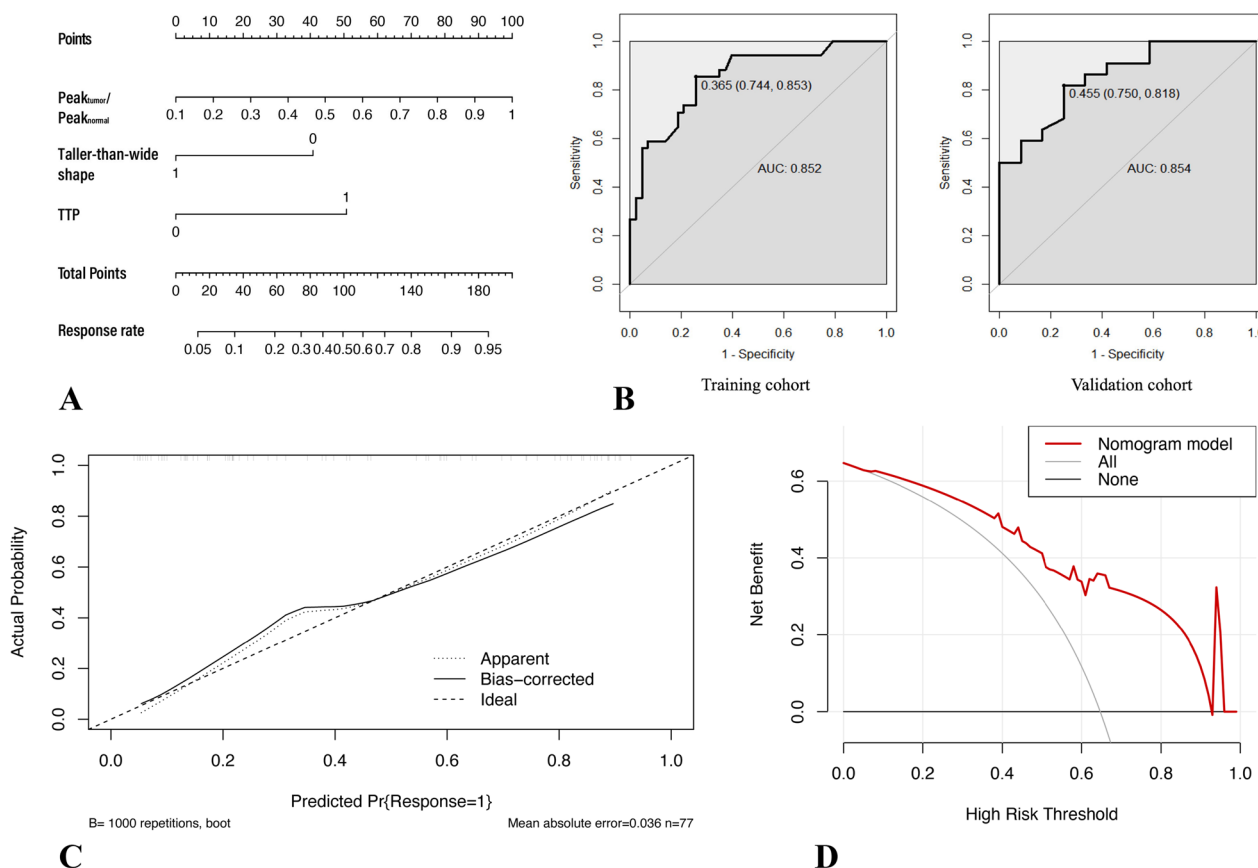 Points
0 10 20 30 40 50 60 70 80 90 100
Peaktumor/
Peaknormal
0.1 0.2 0.3 0.4 0.5 0.6 0.7 0.8 0.9 1
Taller-than-wide
shape
0
1
TTP
1
0
Total Points
0 20 40 60 80 100 140 180
Response rate
0.05 0.1 0.2 0.3 0.40 0.50 0.6 0.7 0.8 0.9 0.95
A
Sensitivity
1.0
0.8
0.6
0.4
0.2
0.0
0.365 (0.744, 0.853)
AUC: 0.852
0.0 0.2 0.4 0.6 0.8 1.0
1 - Specificity
Training cohort
Sensitivity
1.0
0.8
0.6
0.4
0.2
0.0
0.455 (0.750, 0.818)
AUC: 0.854
0.0 0.2 0.4 0.6 0.8 1.0
1 - Specificity
Validation cohort
B
Actual Probability
1.0
0.8
0.6
0.4
0.2
0.0
Apparent
Bias-corrected
Ideal
0.0 0.2 0.4 0.6 0.8 1.0
Predicted Pr{Response=1}
B= 1000 repetitions, boot
Mean absolute error=0.036 n=77
C
Net Benefit
0.6
0.4
0.2
0.0
Nomogram model
All
None
0.0 0.2 0.4 0.6 0.8 1.0
High Risk Threshold
D